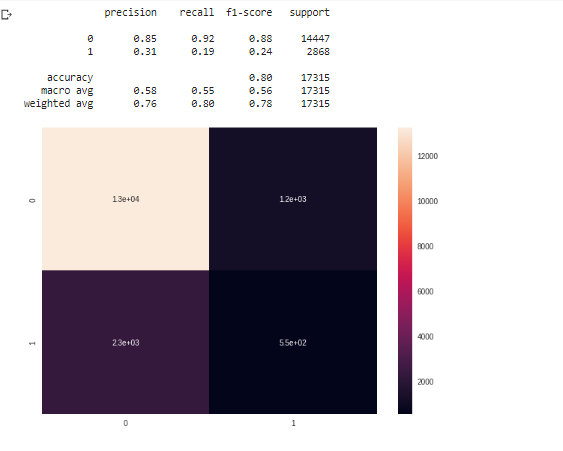 precision recall f1-score support
0 0.85 0.92 0.88 14447
1 0.31 0.19 0.24 2868
accuracy 0.80 17315
macro avg 0.58 0.55 0.56 17315
weighted avg 0.76 0.80 0.78 17315
12000
0 1.3e+04 1.2e+03
10000
8000
6000
1 2.3e+03 5.5e+02
4000
2000
0 1